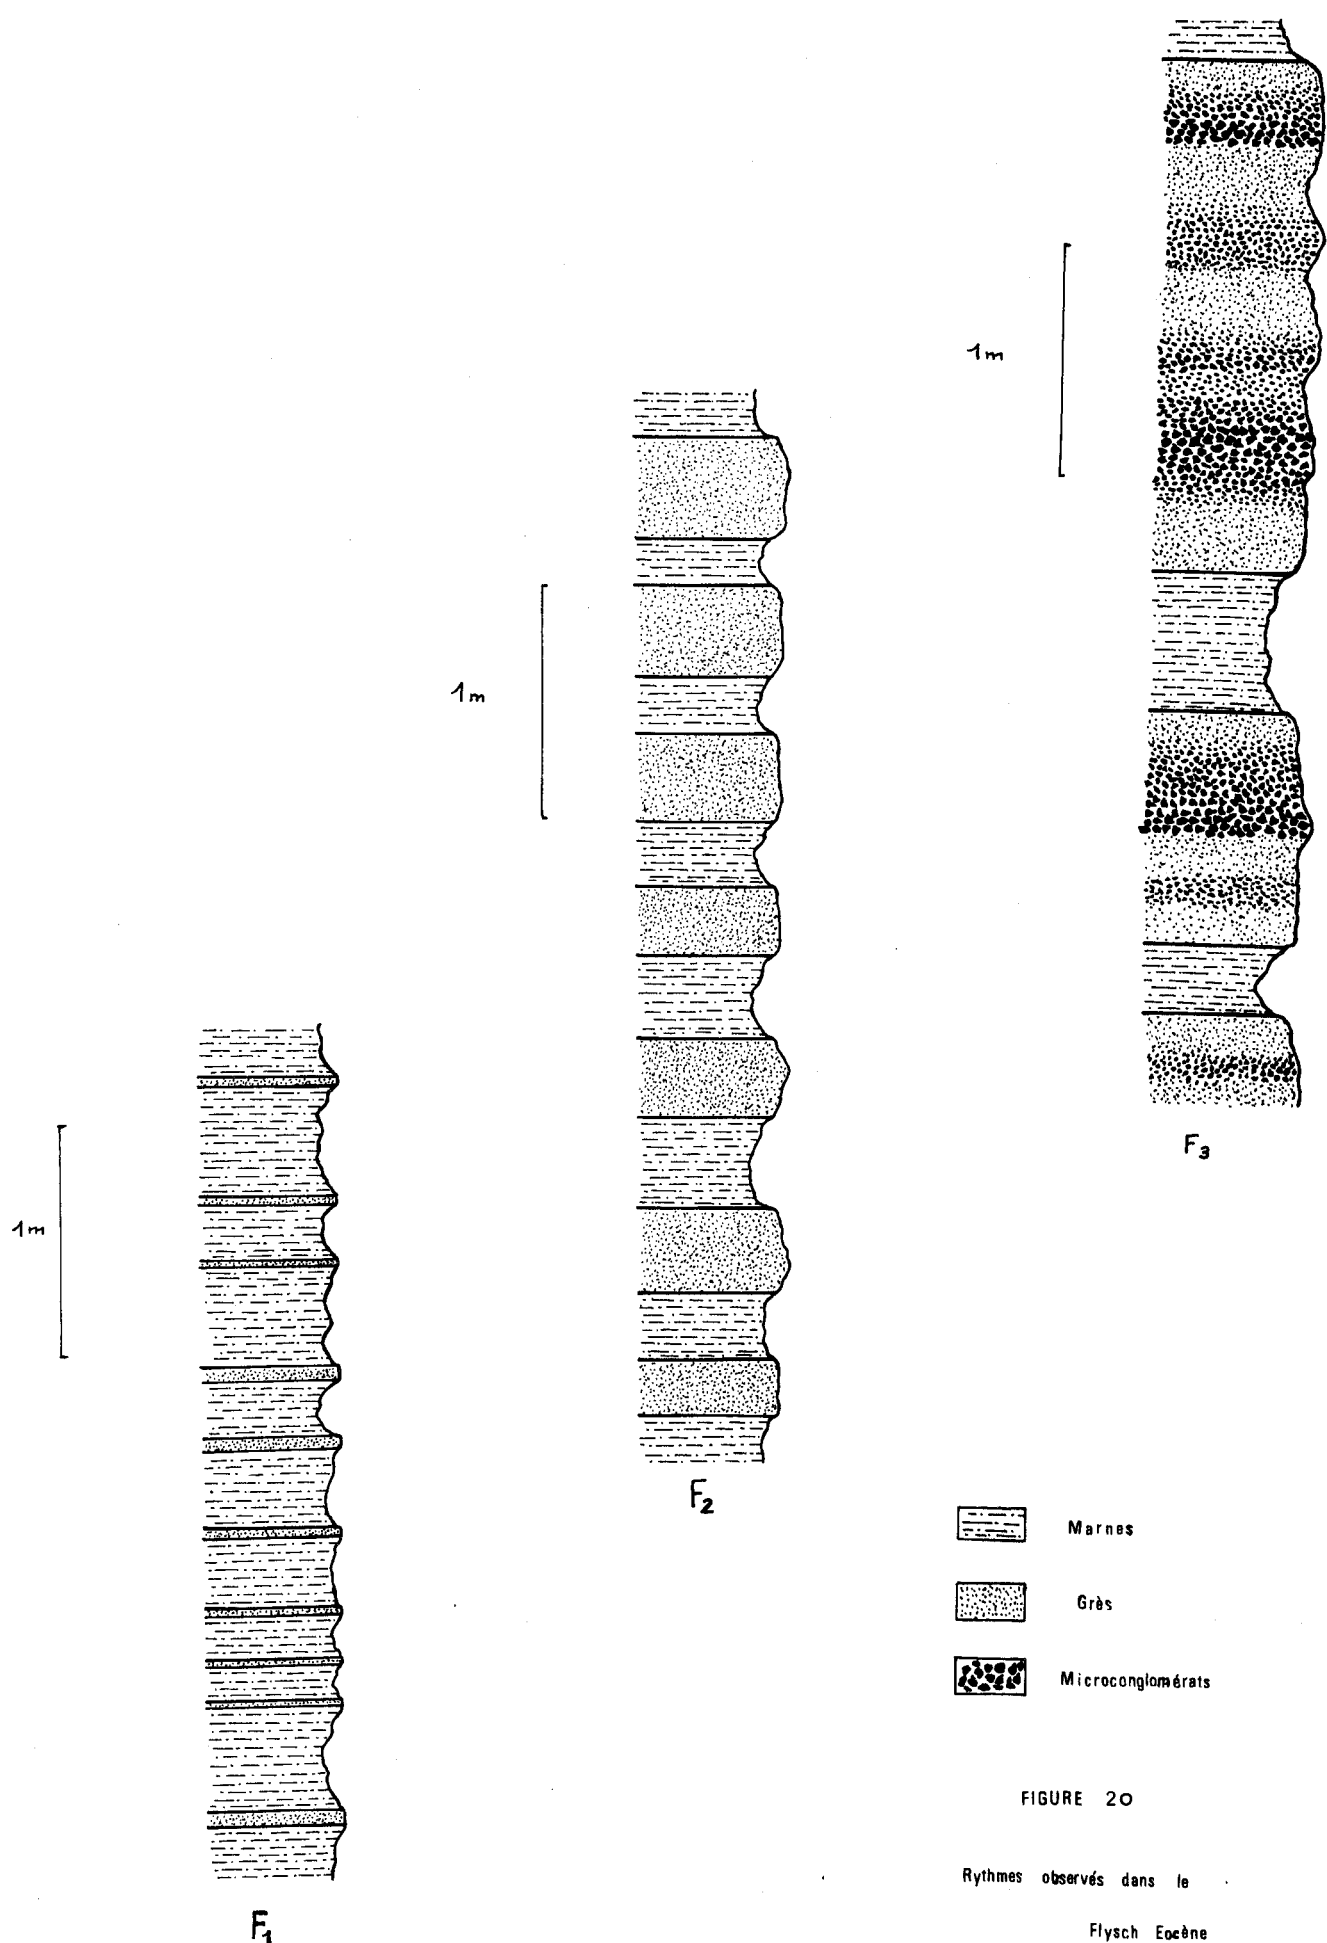 1m
1m
1m
F3
F2
F1
Marnes
Grès
Microconglomérats
FIGURE 20
Rythmes observés dans le
Flysch Eocène